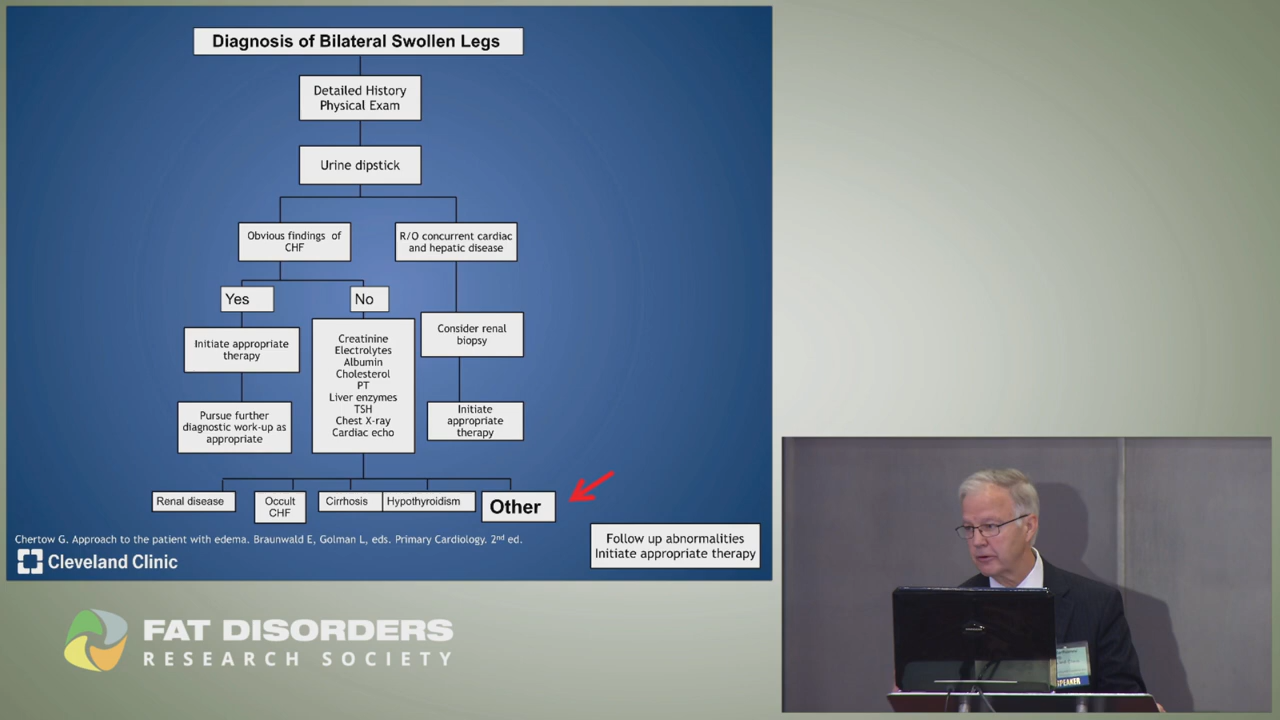 Diagnosis of Bilateral Swollen Legs
Detailed History
Physical Exam
Urine dipstick
Obvious findings of
CHF
R/O concurrent cardiac
and hepatic disease
Yes
No
Initiate appropriate
therapy
Creatinine
Electrolytes
Albumin
Cholesterol
PT
Liver enzymes
TSH
Chest X-ray
Cardiac echo
Consider renal
biopsy
Pursue further
diagnostic work-up as
appropriate
Initiate
appropriate
therapy
Renal disease
Occult
CHF
Cirrhosis
Hypothyroidism
Other
Chertow G. Approach to the patient with edema. Braunwald E, Golman L, eds. Primary Cardiology. 2nd ed.
Follow up abnormalities
Initiate appropriate therapy
Cleveland Clinic
FAT DISORDERS
RESEARCH SOCIETY
SPEAKER